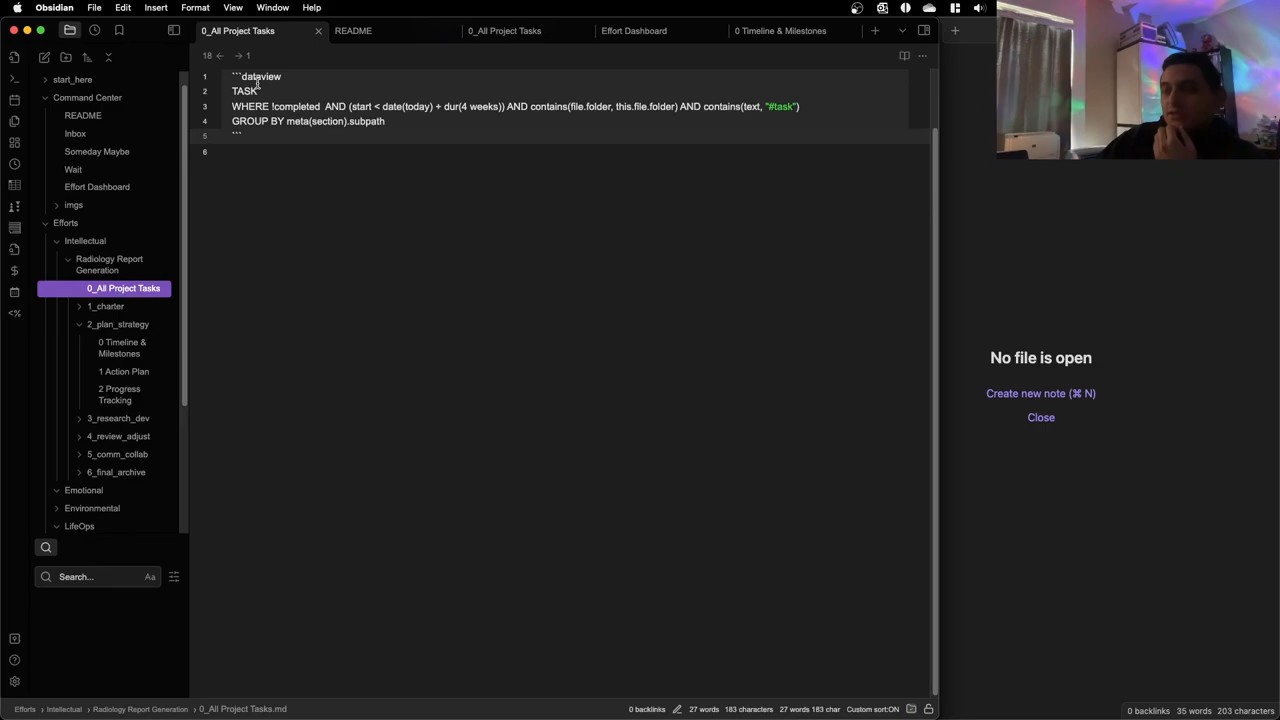 Obsidian File Edit Insert Format View Window Help
0_All Project Tasks README 0_All Project Tasks Effort Dashboard 0 Timeline & Milestones
18 1
start_here
Command Center
README
Inbox
Someday Maybe
Wait
Effort Dashboard
imgs
Efforts
Intellectual
Radiology Report
Generation
0_All Project Tasks
1_charter
2_plan_strategy
0 Timeline &
Milestones
1 Action Plan
2 Progress
Tracking
3_research_dev
4_review_adjust
5_comm_collab
6_final_archive
Emotional
Environmental
LifeOps
Search... Aa
1 ```dataview
2 TASK
3 WHERE !completed  AND (start < date(today) + dur(4 weeks)) AND contains(file.folder, this.file.folder) AND contains(text, "#task")
4 GROUP BY meta(section).subpath
5 ```
6
No file is open
Create new note (⌘ N)
Close
Efforts › Intellectual › Radiology Report Generation › 0_All Project Tasks.md
0 backlinks 27 words 183 characters 27 words 183 char Custom sort:ON
0 backlinks 35 words 203 characters